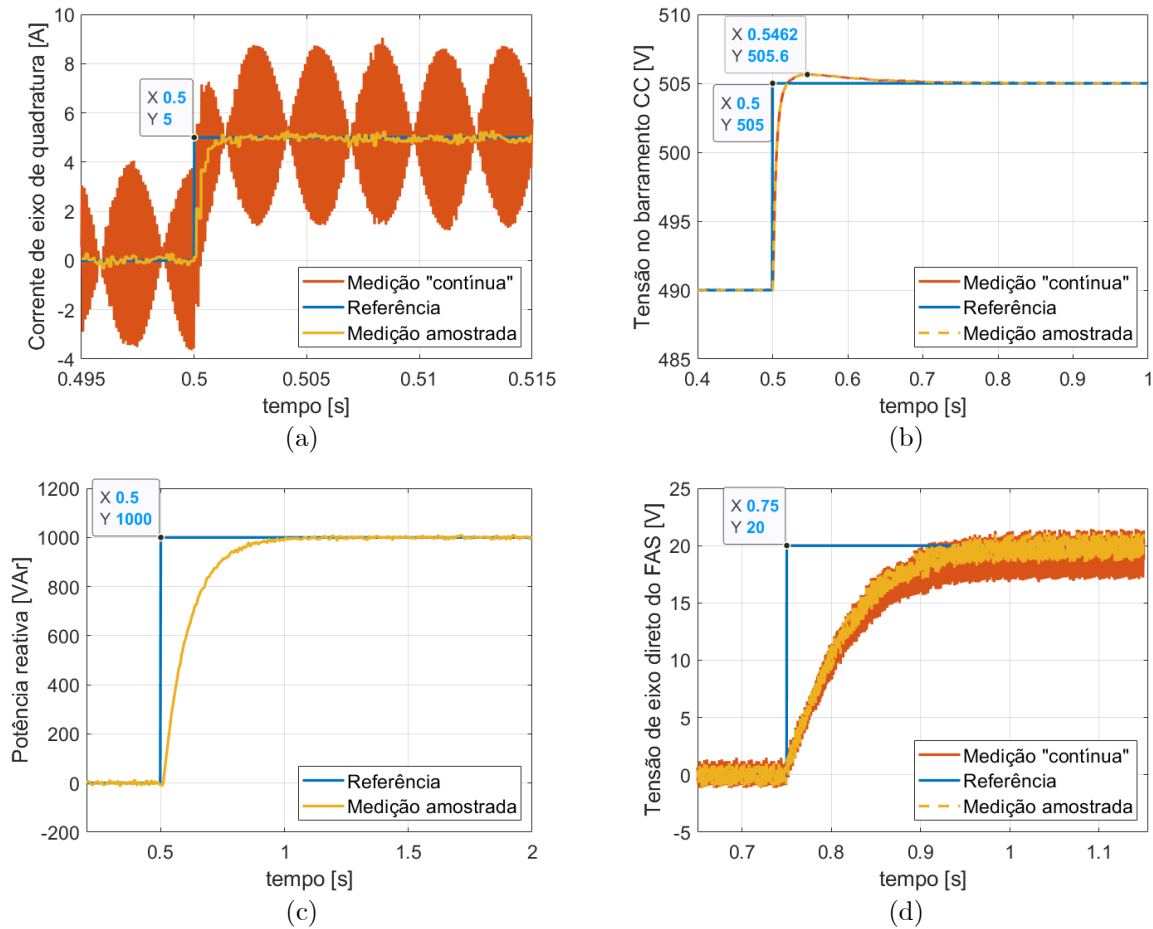 Corrente de eixo de quadratura [A]
10
8
6
4
2
0
-2
-4
X 0.5
Y 5
Medição "contínua"
Referência
Medição amostrada
0.495
0.5
0.505
0.51
0.515
tempo [s]
(a)
Tensão no barramento CC [V]
510
505
500
495
490
485
X 0.5462
Y 505.6
X 0.5
Y 505
Medição "contínua"
Referência
Medição amostrada
0.4
0.5
0.6
0.7
0.8
0.9
1
tempo [s]
(b)
Potência reativa [VAr]
1200
1000
800
600
400
200
0
-200
X 0.5
Y 1000
Referência
Medição amostrada
0.5
1
1.5
2
tempo [s]
(c)
Tensão de eixo direto do FAS [V]
25
20
15
10
5
0
-5
X 0.75
Y 20
Medição "contínua"
Referência
Medição amostrada
0.7
0.8
0.9
1
1.1
tempo [s]
(d)